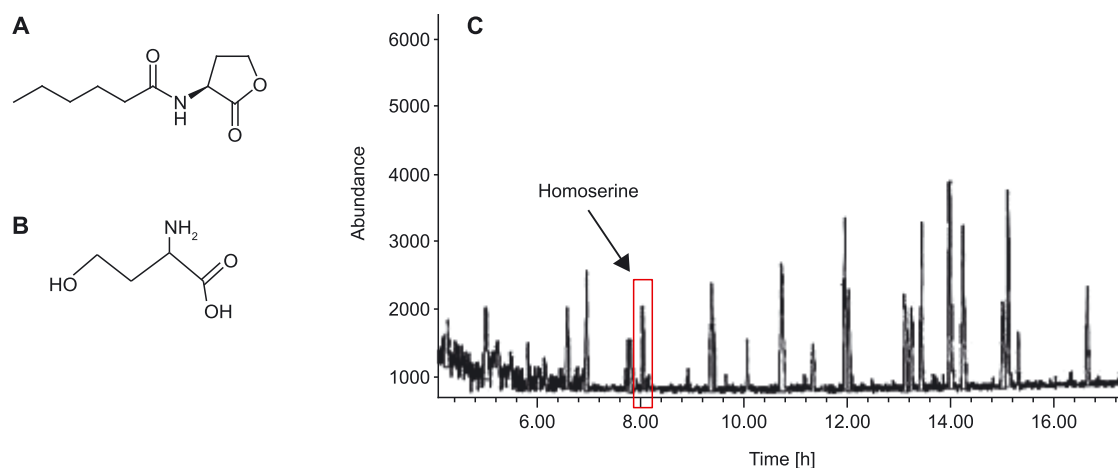 A
O
N
H
O
O
B
NH2
HO
O
OH
C
Abundance
6000
5000
4000
3000
2000
1000
Homoserine
6.00 8.00 10.00 12.00 14.00 16.00
Time [h]